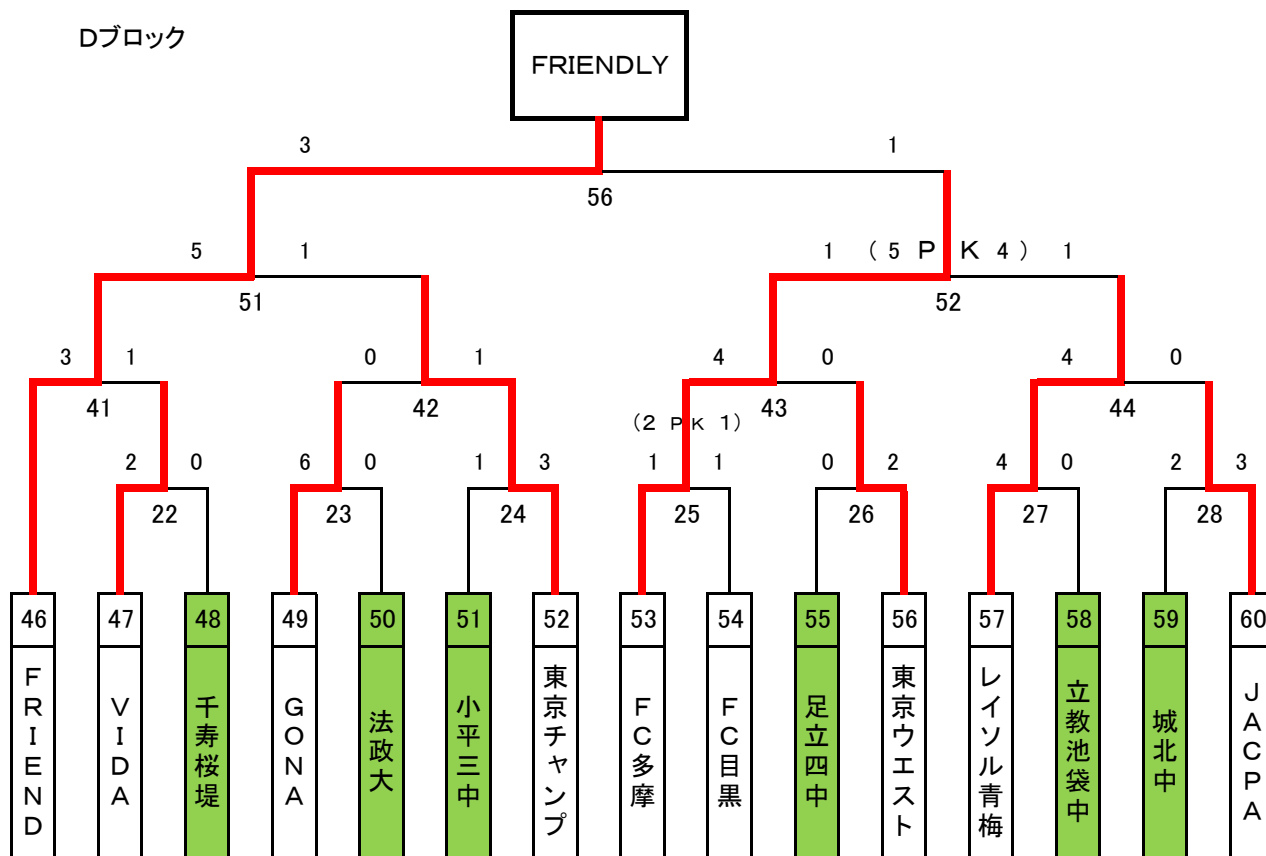 Dブロック
FRIENDLY
3 1
56
5 1 1 (5 PK 4) 1
51 52
3 1 0 1 4 0 4 0
41 42 43 44
(2 PK 1)
2 0 6 0 1 3 1 1 0 2 4 0 2 3
22 23 24 25 26 27 28
46 47 48 49 50 51 52 53 54 55 56 57 58 59 60
FRIEND
VIDA
千寿桜堤
GONA
法政大
小平三中
東京チャンプ
FC多摩
FC目黒
足立四中
東京ウエスト
レイソル青梅
立教池袋中
城北中
JACPA